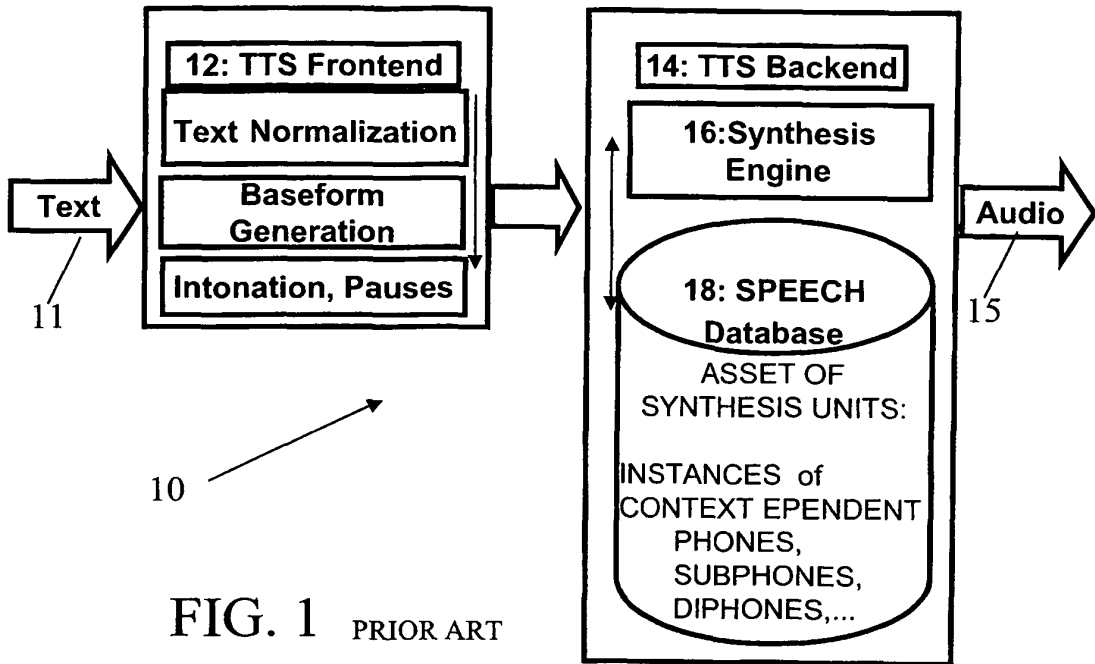 12: TTS Frontend
Text Normalization
Baseform
Generation
Intonation, Pauses
Text
11
14: TTS Backend
16:Synthesis
Engine
18: SPEECH
Database
ASSET OF
SYNTHESIS UNITS:
INSTANCES of
CONTEXT EPENDENT
PHONES,
SUBPHONES,
DIPHONES,...
Audio
15
10
FIG. 1 PRIOR ART